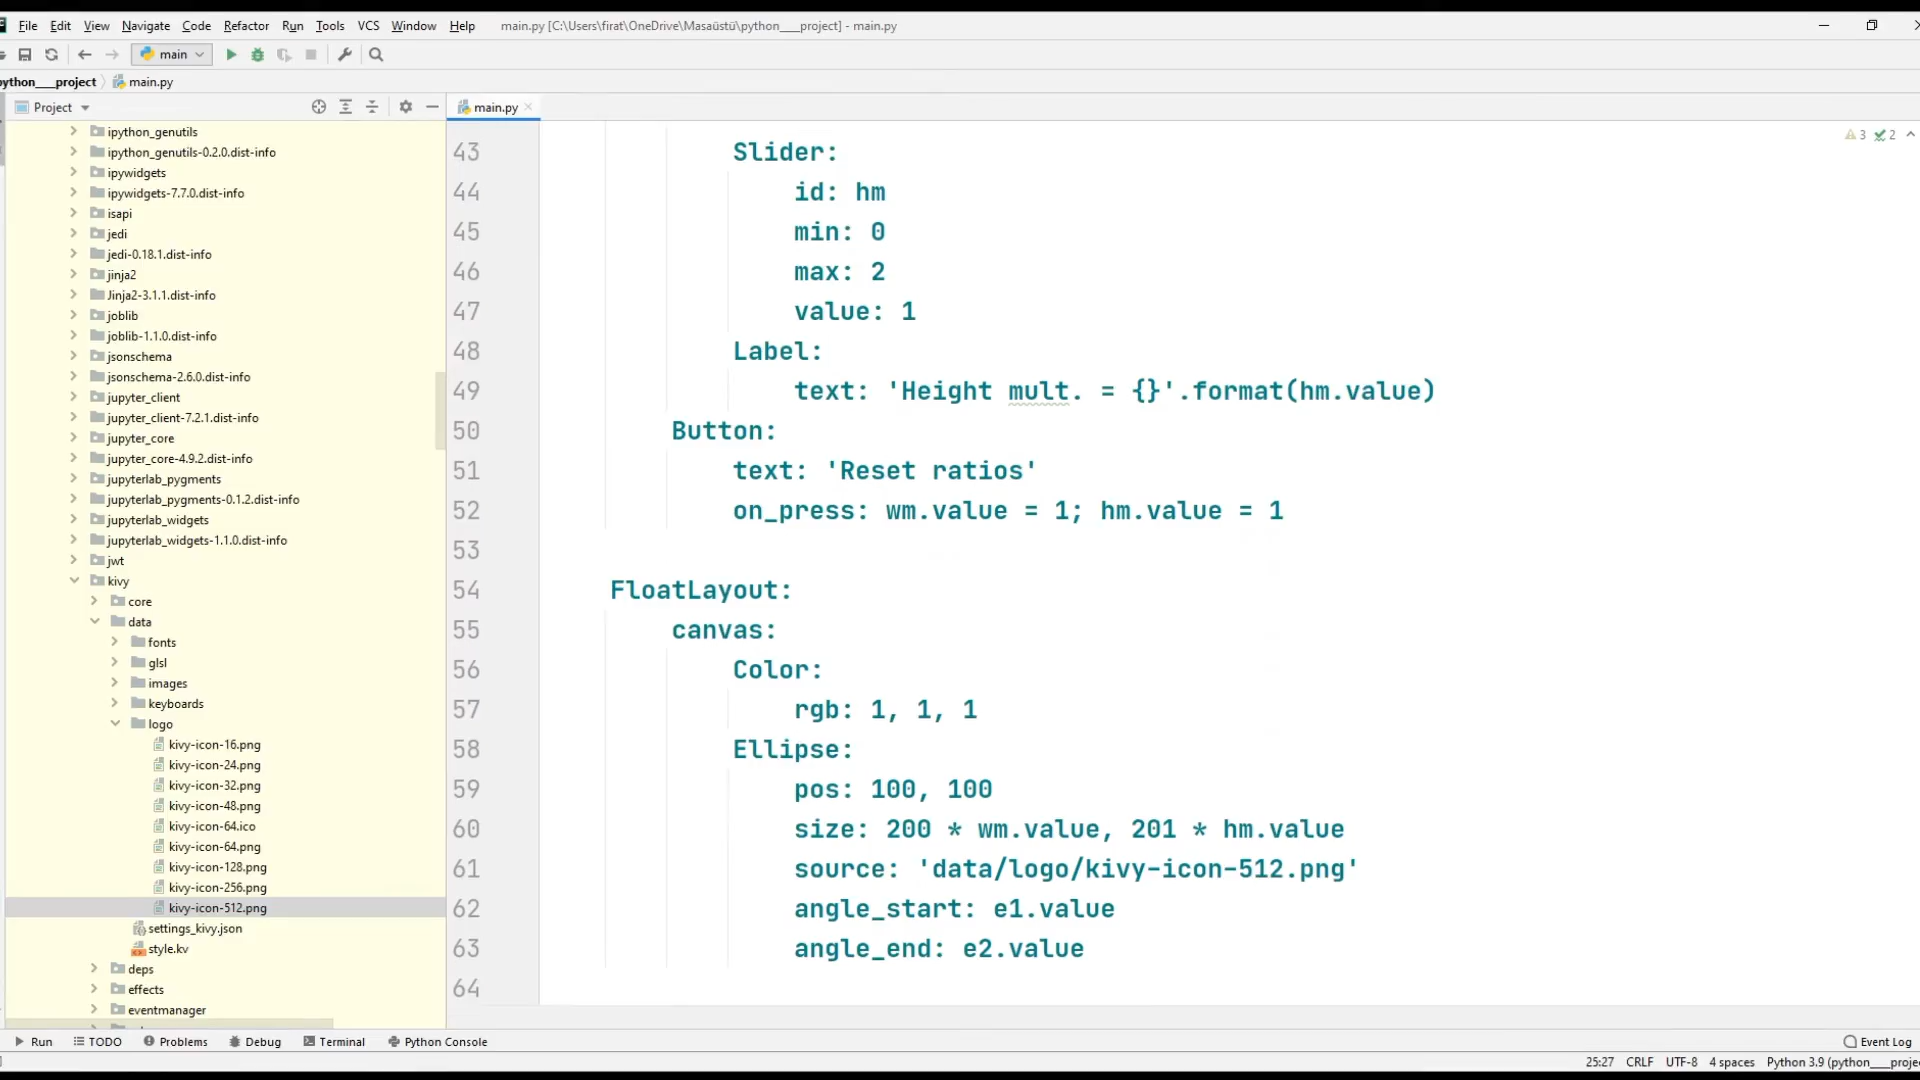 File Edit View Navigate Code Refactor Run Tools VCS Window Help main.py [C:\Users\firat\OneDrive\Masaüstü\python___project] - main.py
main
ython___project main.py
Project
main.py
ipython_genutils
ipython_genutils-0.2.0.dist-info
ipywidgets
ipywidgets-7.7.0.dist-info
isapi
jedi
jedi-0.18.1.dist-info
jinja2
Jinja2-3.1.1.dist-info
joblib
joblib-1.1.0.dist-info
jsonschema
jsonschema-2.6.0.dist-info
jupyter_client
jupyter_client-7.2.1.dist-info
jupyter_core
jupyter_core-4.9.2.dist-info
jupyterlab_pygments
jupyterlab_pygments-0.1.2.dist-info
jupyterlab_widgets
jupyterlab_widgets-1.1.0.dist-info
jwt
kivy
core
data
fonts
glsl
images
keyboards
logo
kivy-icon-16.png
kivy-icon-24.png
kivy-icon-32.png
kivy-icon-48.png
kivy-icon-64.ico
kivy-icon-64.png
kivy-icon-128.png
kivy-icon-256.png
kivy-icon-512.png
settings_kivy.json
style.kv
deps
effects
eventmanager
3 2
43 Slider:
44 id: hm
45 min: 0
46 max: 2
47 value: 1
48 Label:
49 text: 'Height mult. = {}'.format(hm.value)
50 Button:
51 text: 'Reset ratios'
52 on_press: wm.value = 1; hm.value = 1
53
54 FloatLayout:
55 canvas:
56 Color:
57 rgb: 1, 1, 1
58 Ellipse:
59 pos: 100, 100
60 size: 200 * wm.value, 201 * hm.value
61 source: 'data/logo/kivy-icon-512.png'
62 angle_start: e1.value
63 angle_end: e2.value
64
Run TODO Problems Debug Terminal Python Console Event Log
25:27 CRLF UTF-8 4 spaces Python 3.9 (python___proje